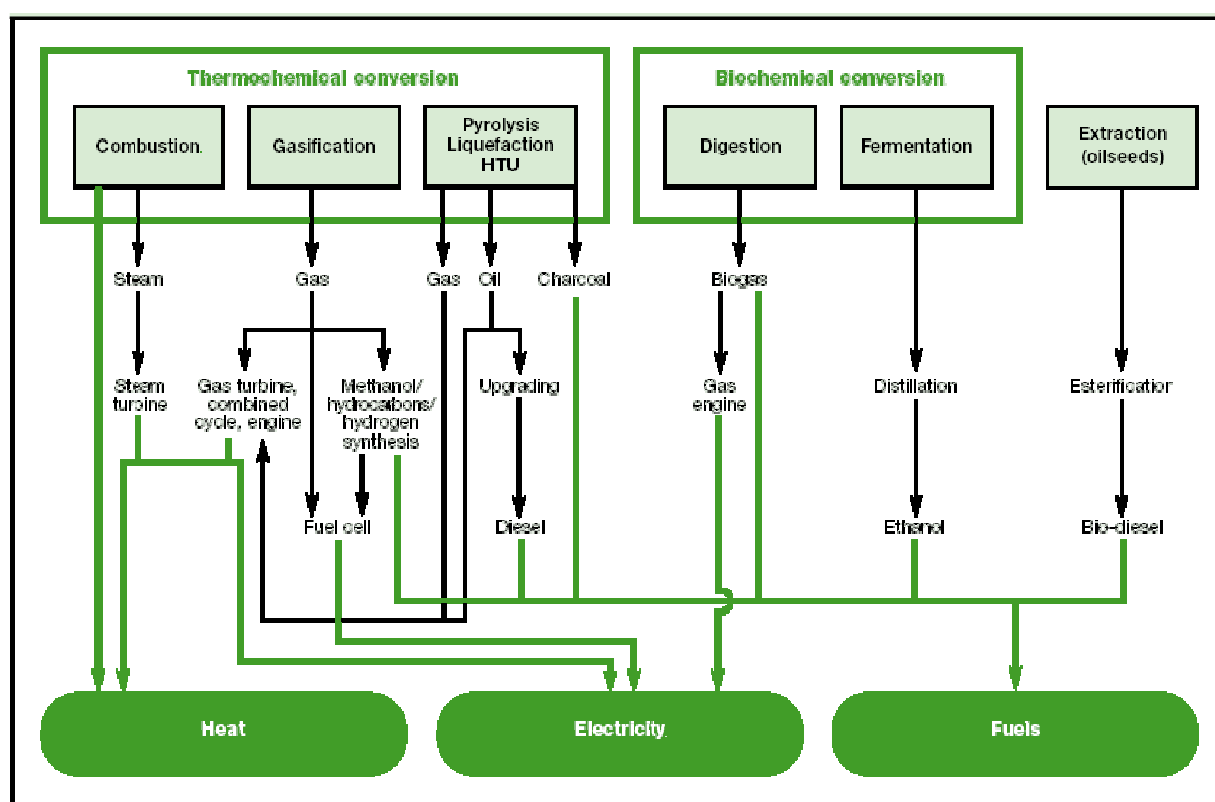 Thermochemical conversion
Biochemical conversion
Combustion
Gasification
Pyrolysis
Liquefaction
HTU
Digestion
Fermentation
Extraction
(oilseeds)
Steam
Gas
Gas
Oil
Charcoal
Biogas
Steam
turbine
Gas turbine,
combined
cycle, engine
Methanol/
hydrocarbons/
hydrogen
synthesis
Upgrading
Gas
engine
Distillation
Esterification
Fuel cell
Diesel
Ethanol
Bio-diesel
Heat
Electricity
Fuels